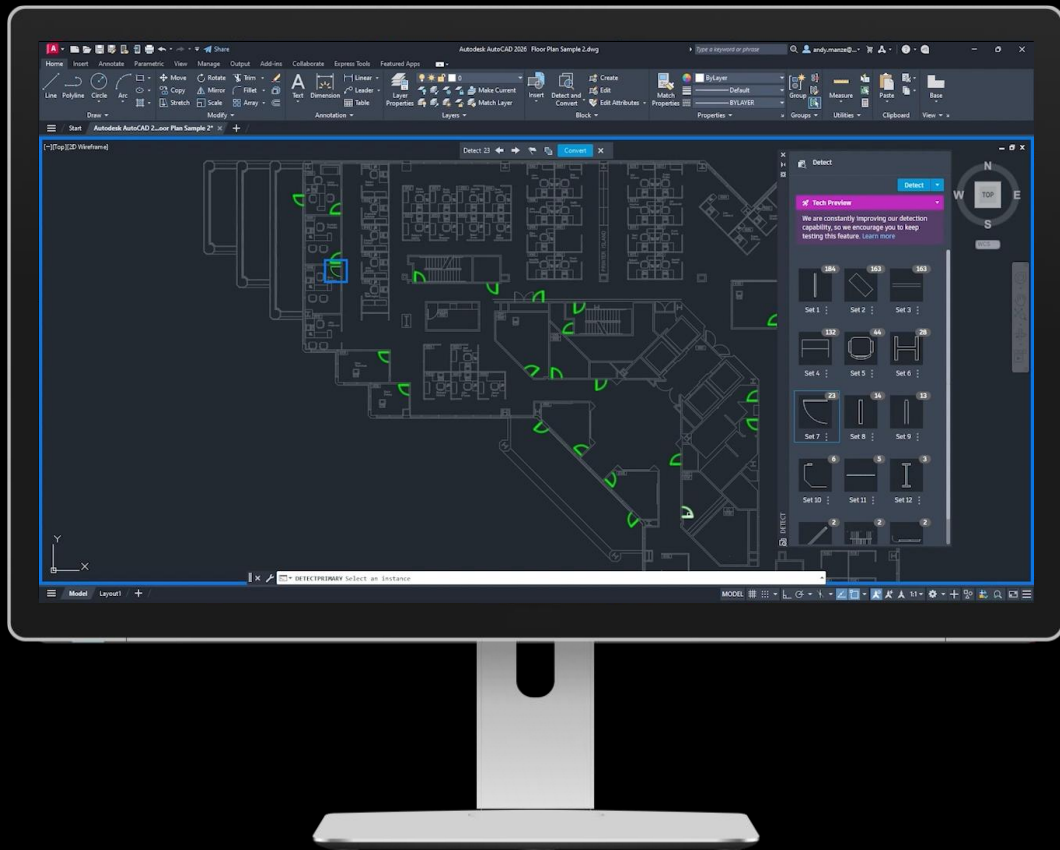 A Share Autodesk AutoCAD 2026 Floor Plan Sample 2.dwg Type a keyword or phrase andy.manze@...
Home Insert Annotate Parametric View Manage Output Add-ins Collaborate Express Tools Featured Apps
Move Rotate Trim 0 Create ByLayer
Copy Mirror Fillet Linear Edit Default
Stretch Scale Array Leader Make Current Edit Attributes BYLAYER
Line Polyline Circle Arc Text Dimension Table Layer Properties Match Layer Insert Detect and Convert Match Properties Group Measure Paste Base
Draw Modify Annotation Layers Block Properties Groups Utilities Clipboard View
Start Autodesk AutoCAD 2...oor Plan Sample 2*
[-][Top][2D Wireframe]
Detect 23 Convert
Detect
Detect
Tech Preview
We are constantly improving our detection
capability, so we encourage you to keep
testing this feature. Learn more
N
W TOP E
S
WCS
184 163 163
Set 1 Set 2 Set 3
132 44 28
Set 4 Set 5 Set 6
23 14 13
Set 7 Set 8 Set 9
6 5 3
Set 10 Set 11 Set 12
2 2 2
DETECT
Y
X
DETECTPRIMARY Select an instance
Model Layout1 MODEL 1:1